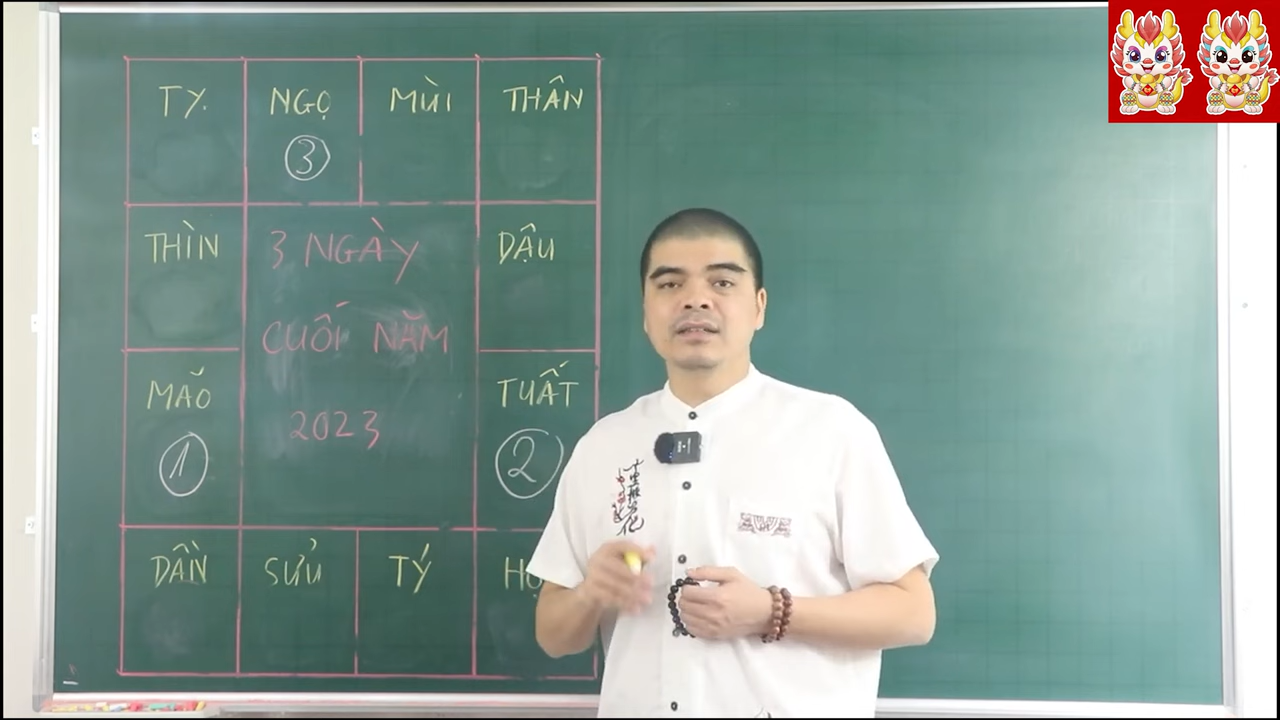 TỴ. NGỌ MÙI THÂN
③
THÌN 3 NGÀY DẬU
CUỐI NĂM
MÃO TUẤT
2023
① ②
DẦN SỬU TÝ